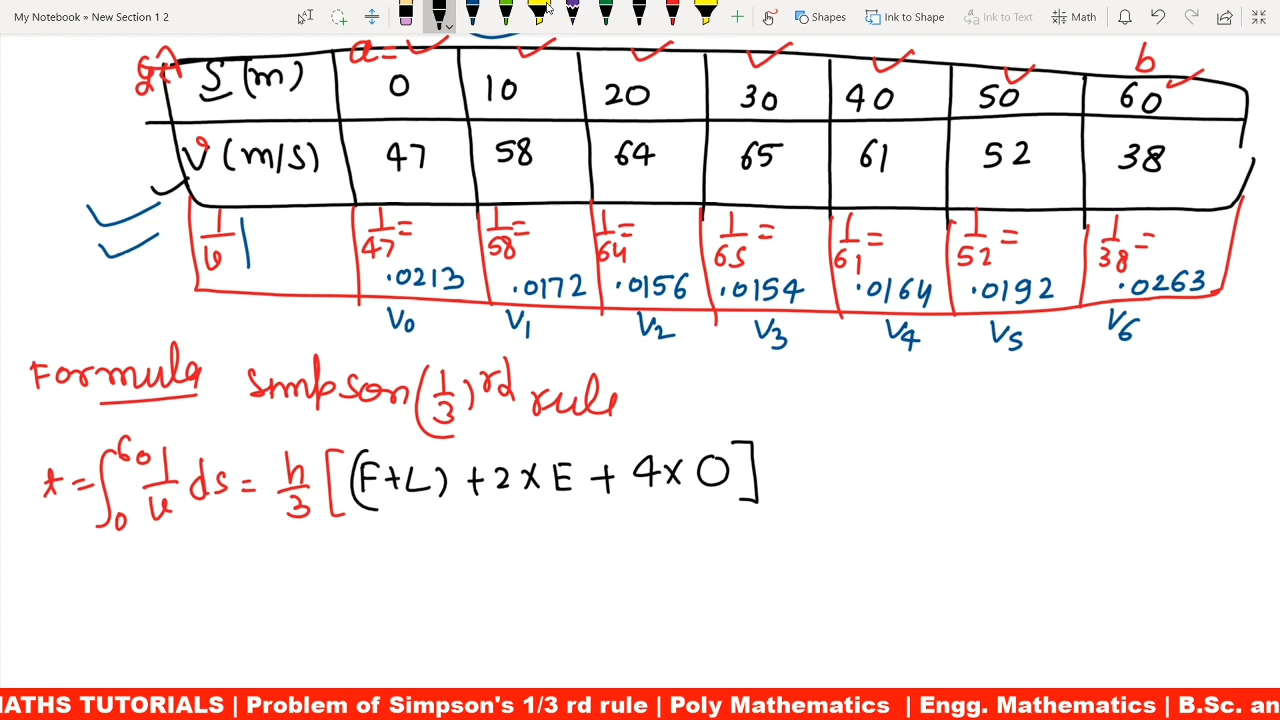 My Notebook » New Section 1 2
Shapes Ink to Shape Ink to Text Math
a= b
S (m) 0 10 20 30 40 50 60
v (m/s) 47 58 64 65 61 52 38
1/v 1/47= 1/58= 1/64= 1/65= 1/61= 1/52= 1/38=
.0213 .0172 .0156 .0154 .0164 .0192 .0263
V0 V1 V2 V3 V4 V5 V6
Formula Simpson (1/3)rd rule
t = ∫₀⁶⁰ 1/v ds = h/3 [(F+L) + 2×E + 4×O]
MATHS TUTORIALS | Problem of Simpson's 1/3 rd rule | Poly Mathematics | Engg. Mathematics | B.Sc. an